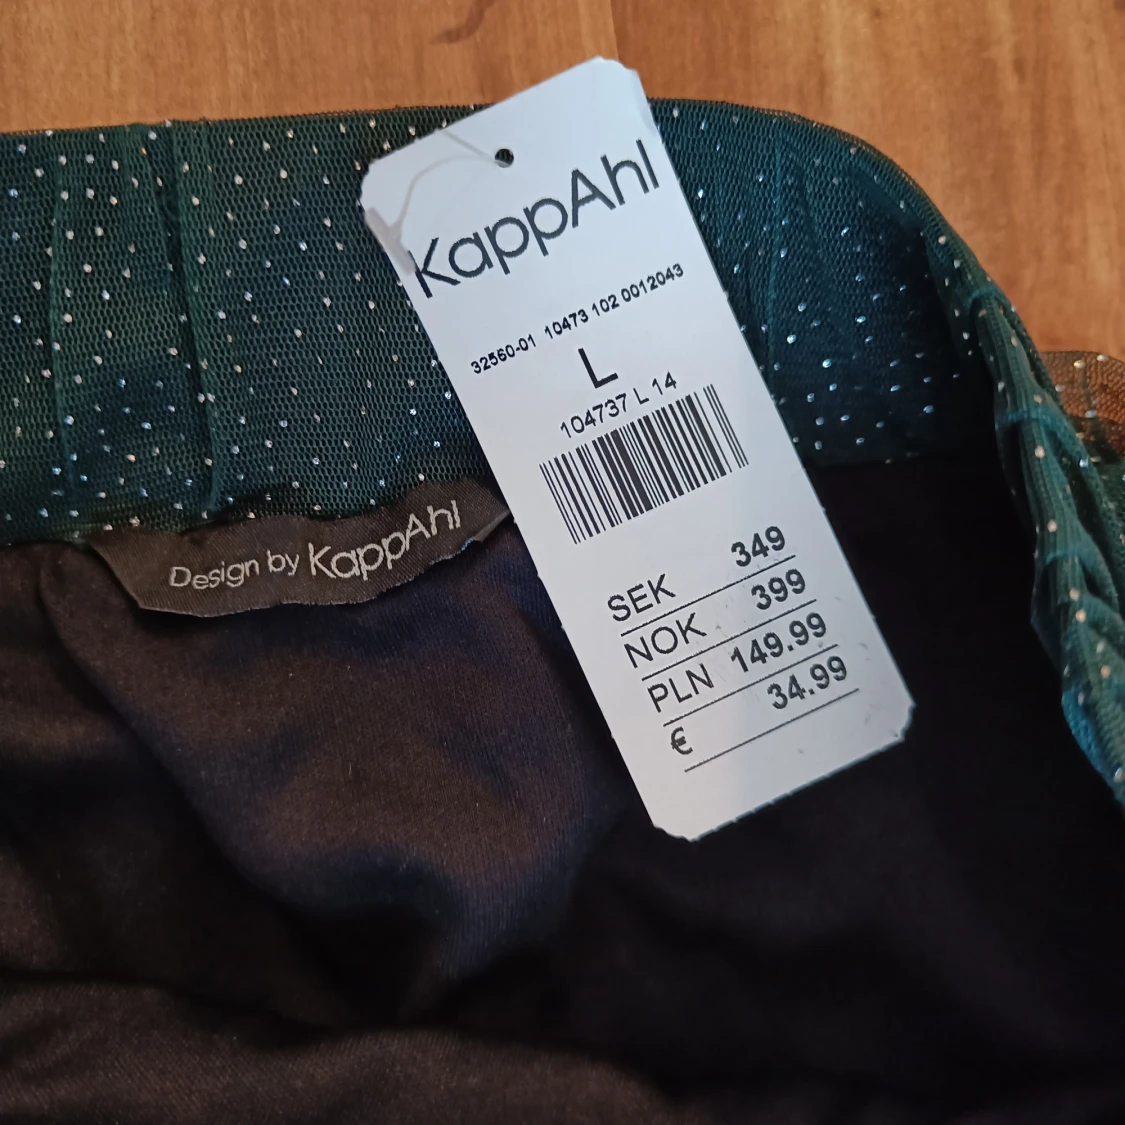 KappAhl
32560-01 10473 102 0012043
L
104737 L 14
SEK 349
NOK 399
PLN 149.99
€ 34.99
Design by KappAhl